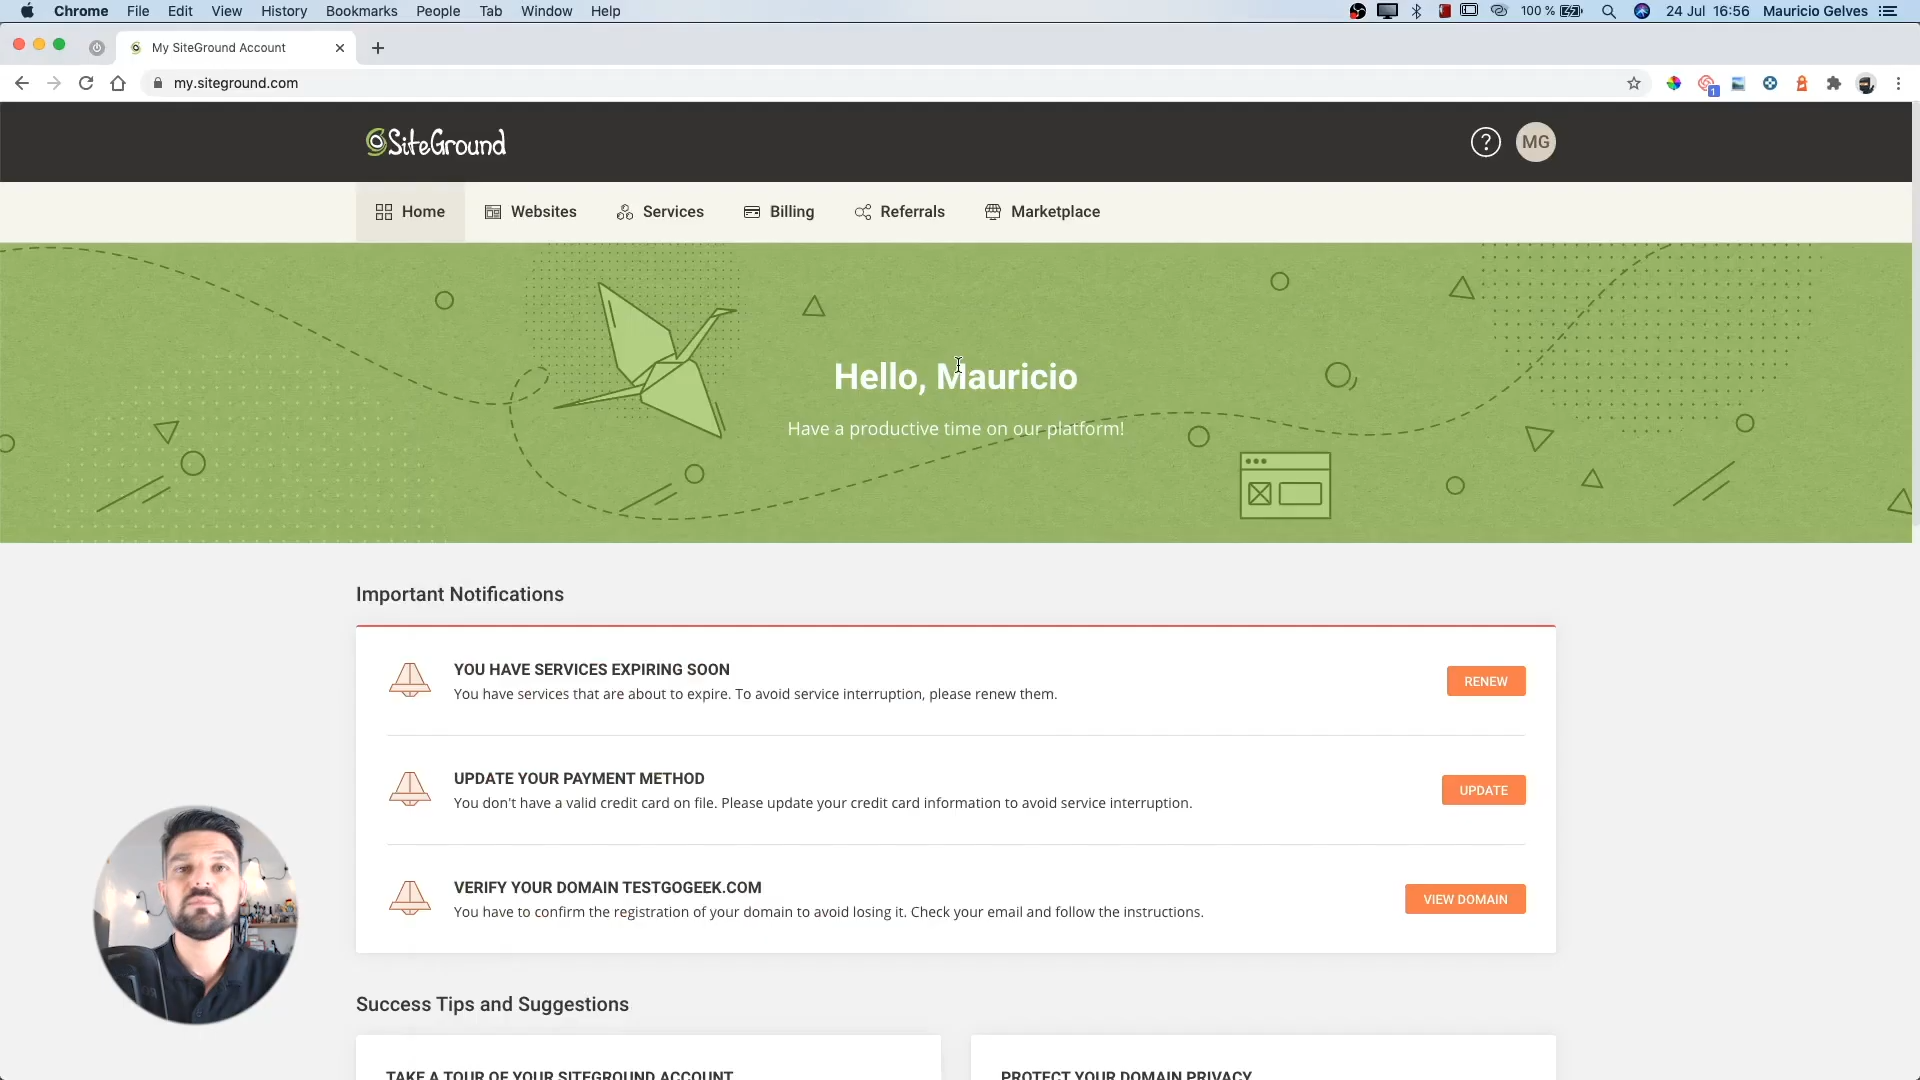 Chrome File Edit View History Bookmarks People Tab Window Help
100 % 24 Jul 16:56 Mauricio Gelves
My SiteGround Account
my.siteground.com
1
SiteGround
? MG
Home Websites Services Billing Referrals Marketplace
Hello, Mauricio
Have a productive time on our platform!
Important Notifications
YOU HAVE SERVICES EXPIRING SOON
You have services that are about to expire. To avoid service interruption, please renew them.
RENEW
UPDATE YOUR PAYMENT METHOD
You don't have a valid credit card on file. Please update your credit card information to avoid service interruption.
UPDATE
VERIFY YOUR DOMAIN TESTGOGEEK.COM
You have to confirm the registration of your domain to avoid losing it. Check your email and follow the instructions.
VIEW DOMAIN
Success Tips and Suggestions
TAKE A TOUR OF YOUR SITEGROUND ACCOUNT
PROTECT YOUR DOMAIN PRIVACY